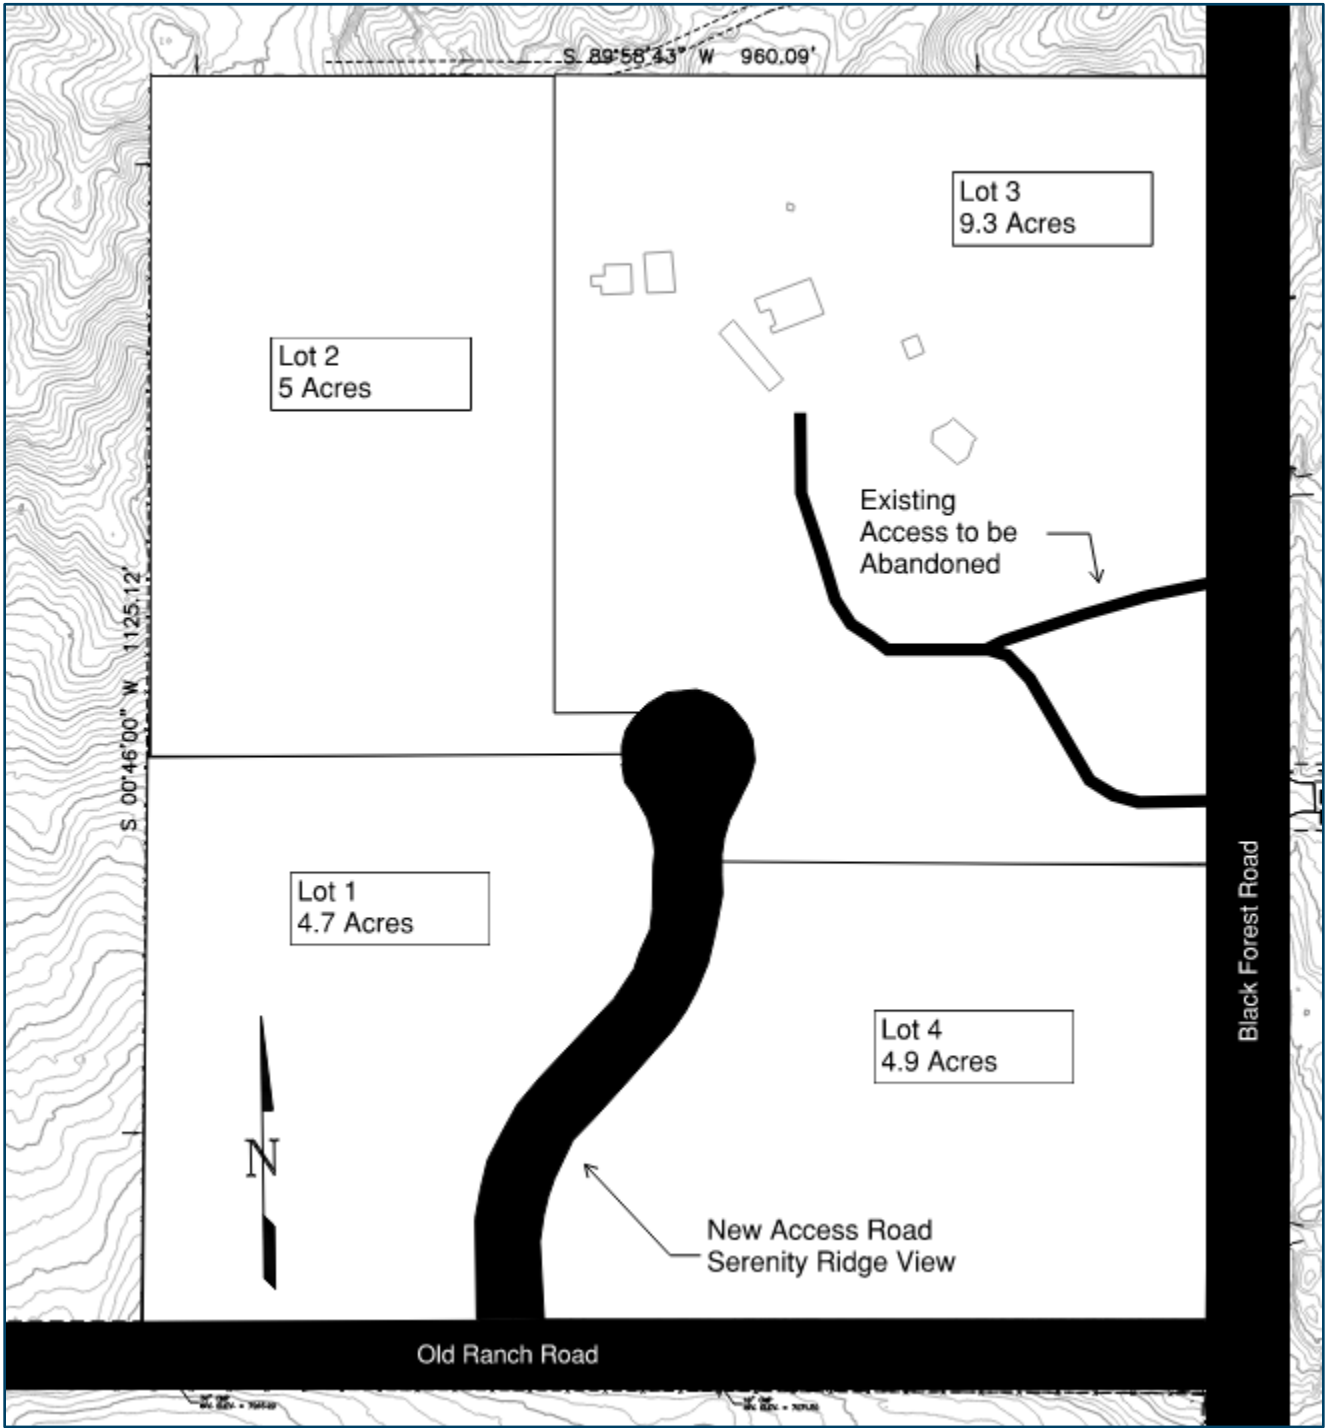 S 89°58'43" W 960.09'
Lot 3
9.3 Acres
Lot 2
5 Acres
Existing
Access to be
Abandoned
S 00°46'00" W 1125.12'
Lot 1
4.7 Acres
Black Forest Road
Lot 4
4.9 Acres
N
New Access Road
Serenity Ridge View
Old Ranch Road